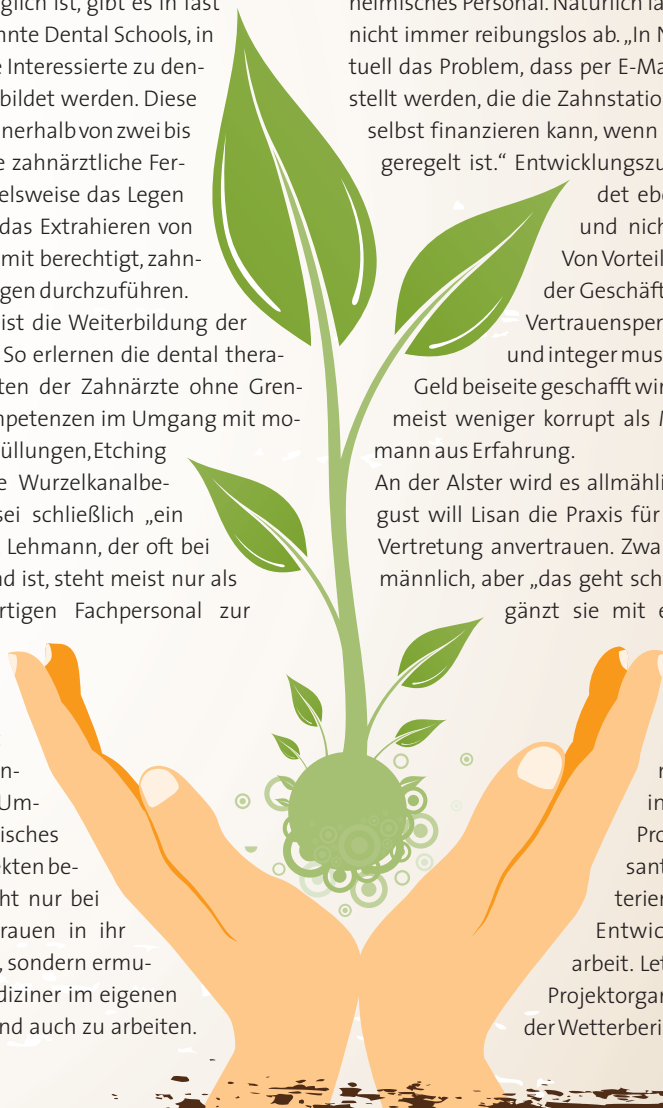 glich ist, gibt es in fast
nnte Dental Schools, in
e Interessierte zu den-
bildet werden. Diese
nerhalb von zwei bis
e zahnärztliche Fer-
elsweise das Legen
das Extrahieren von
mit berechtigt, zahn-
gen durchzuführen.
ist die Weiterbildung der
So erlernen die dental thera-
ten der Zahnärzte ohne Gren-
mpetenzen im Umgang mit mo-
üllungen, Etching
e Wurzelkanalbe-
sei schließlich „ein
Lehmann, der oft bei
nd ist, steht meist nur als
rtigen Fachpersonal zur
n-
Um-
isches
ekten be-
ht nur bei
rauen in ihr
, sondern ermu-
diziner im eigenen
nd auch zu arbeiten.
heimisches Personal. Natürlich lä
nicht immer reibungslos ab. „In N
tuell das Problem, dass per E-Ma
stellt werden, die die Zahnstatio
selbst finanzieren kann, wenn
geregelt ist.“ Entwicklungszu
det ebe
und nich
Von Vorteil
der Geschäft
Vertrauensper
und integer mus
Geld beiseite geschafft wir
meist weniger korrupt als M
mann aus Erfahrung.
An der Alster wird es allmähli
gust will Lisan die Praxis für
Vertretung anvertrauen. Zwa
männlich, aber „das geht sch
gänzt sie mit e
in
Pro
sant
terier
Entwic
arbeit. Let
Projektorgar
der Wetterberi